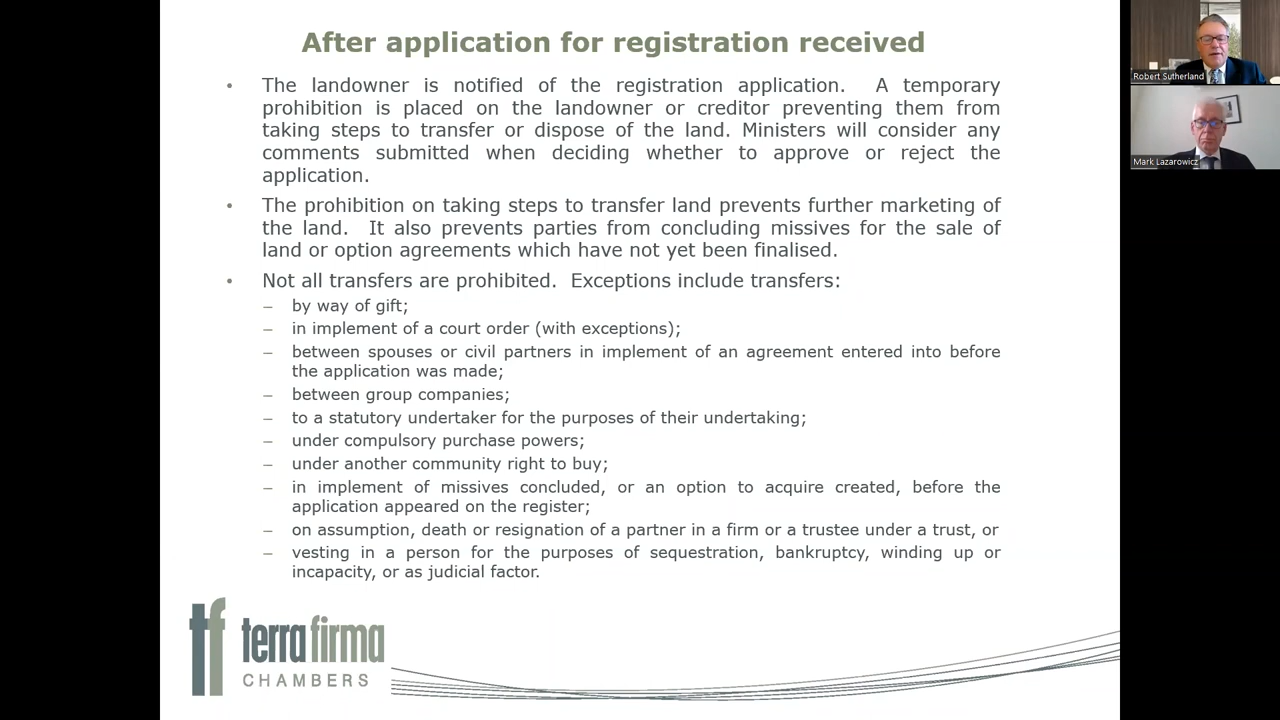 After application for registration received
• The landowner is notified of the registration application. A temporary
prohibition is placed on the landowner or creditor preventing them from
taking steps to transfer or dispose of the land. Ministers will consider any
comments submitted when deciding whether to approve or reject the
application.
• The prohibition on taking steps to transfer land prevents further marketing of
the land. It also prevents parties from concluding missives for the sale of
land or option agreements which have not yet been finalised.
• Not all transfers are prohibited. Exceptions include transfers:
– by way of gift;
– in implement of a court order (with exceptions);
– between spouses or civil partners in implement of an agreement entered into before
the application was made;
– between group companies;
– to a statutory undertaker for the purposes of their undertaking;
– under compulsory purchase powers;
– under another community right to buy;
– in implement of missives concluded, or an option to acquire created, before the
application appeared on the register;
– on assumption, death or resignation of a partner in a firm or a trustee under a trust, or
– vesting in a person for the purposes of sequestration, bankruptcy, winding up or
incapacity, or as judicial factor.
tf terra firma
CHAMBERS
Robert Sutherland
Mark Lazarowicz